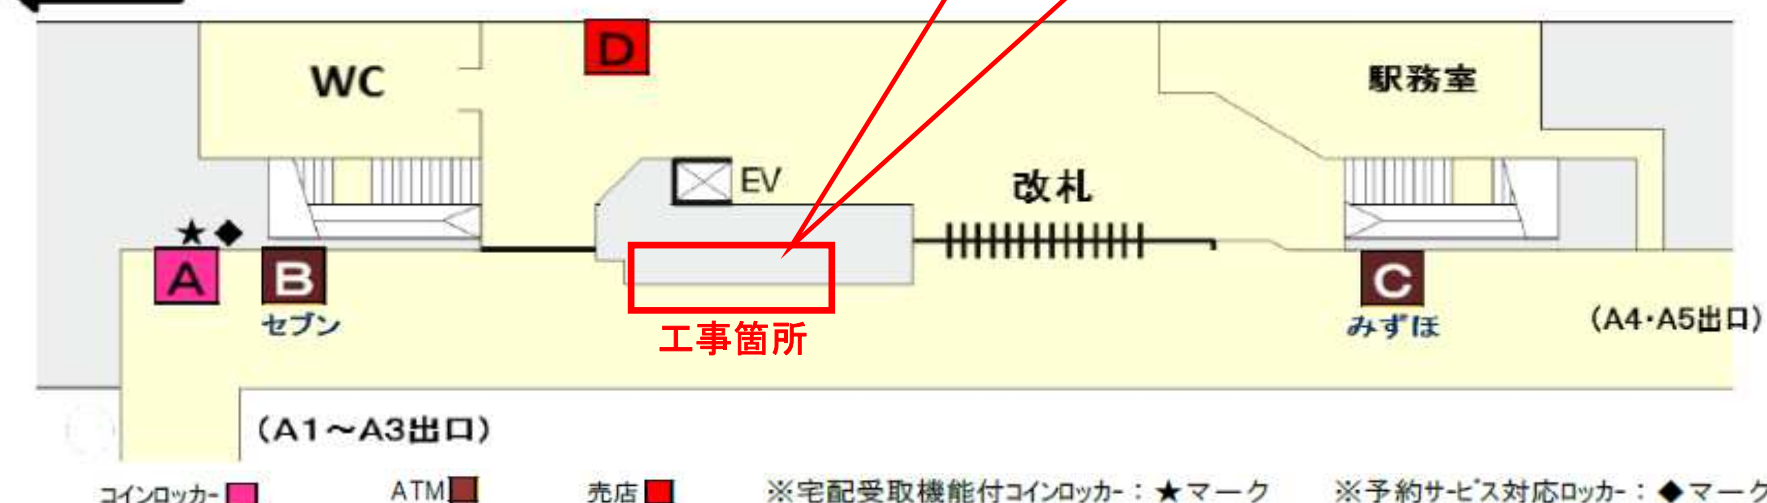 D
WC
駅務室
EV
改札
★◆
A
B
C
セブン
みずほ
(A4・A5出口)
工事箇所
(A1～A3出口)
コインロッカー
ATM
売店
※宅配受取機能付コインロッカー：★マーク
※予約サービス対応ロッカー：◆マーク